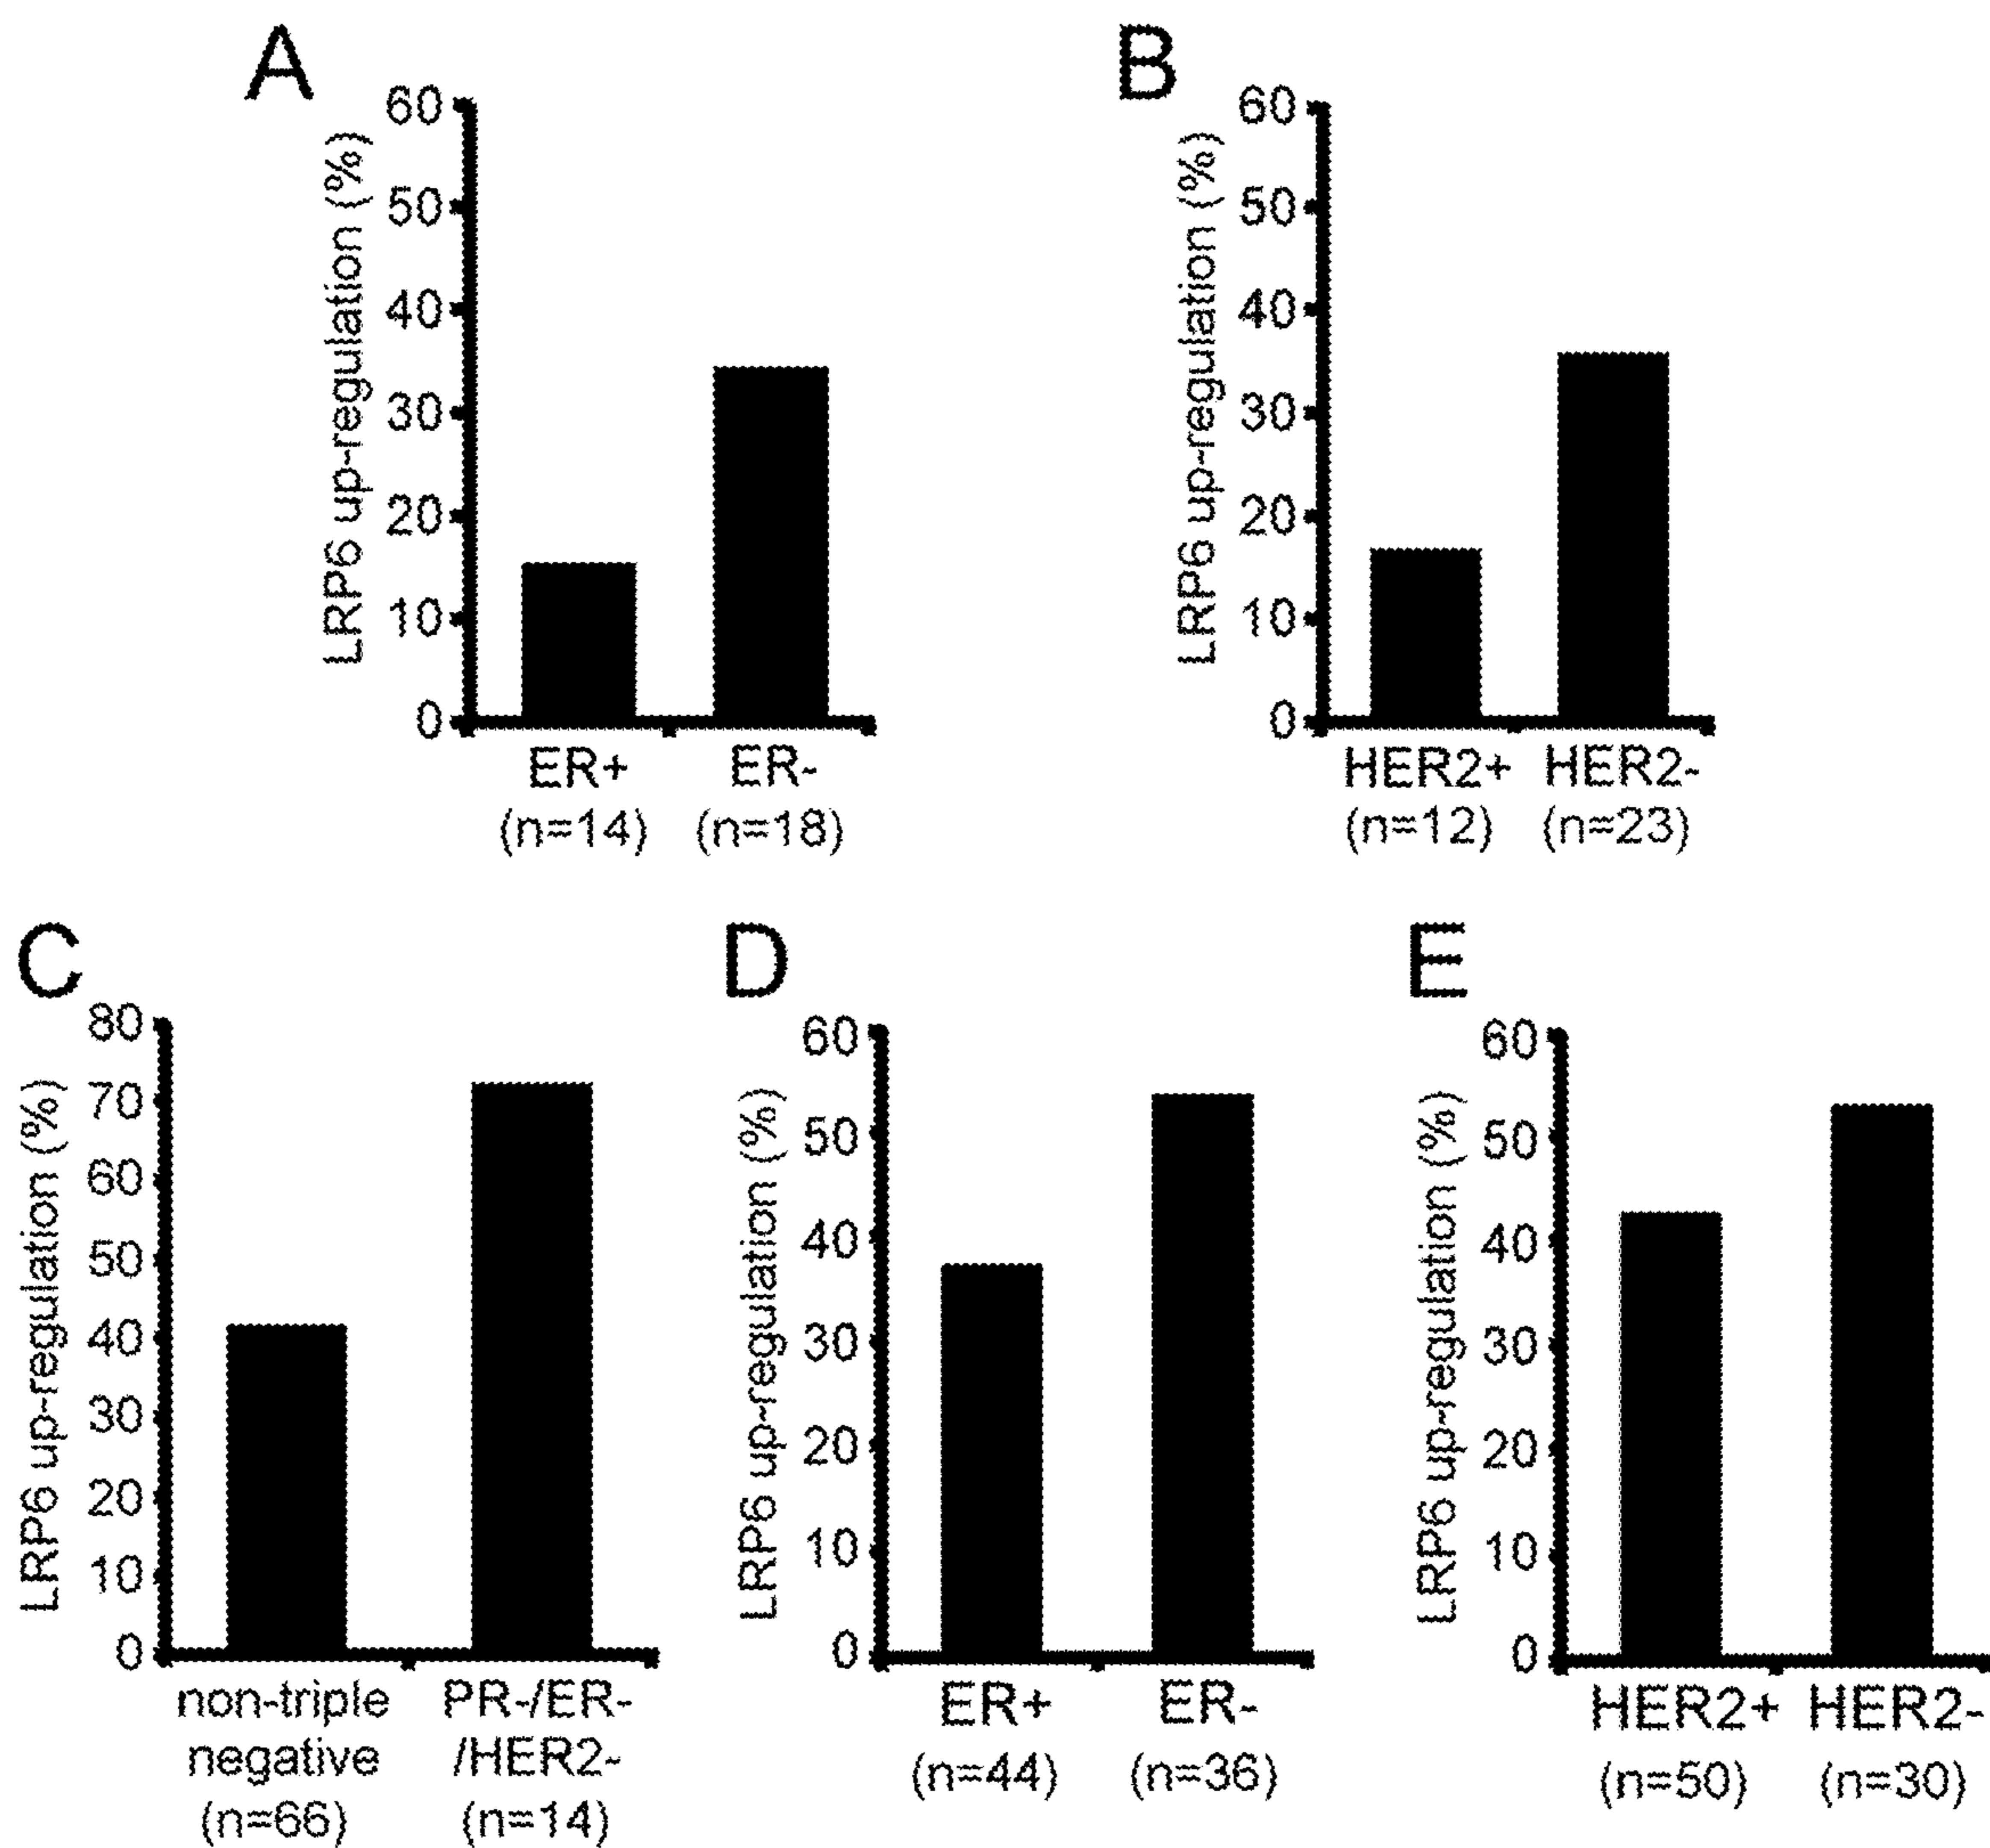 A
LRP6 up-regulation (%)
60
50
40
30
20
10
0
ER+ ER-
(n=14) (n=18)
B
LRP6 up-regulation (%)
60
50
40
30
20
10
0
HER2+ HER2-
(n=12) (n=23)
C
LRP6 up-regulation (%)
80
70
60
50
40
30
20
10
0
non-triple PR-/ER-
negative /HER2-
(n=66) (n=14)
D
LRP6 up-regulation (%)
60
50
40
30
20
10
0
ER+ ER-
(n=44) (n=36)
E
LRP6 up-regulation (%)
60
50
40
30
20
10
0
HER2+ HER2-
(n=50) (n=30)